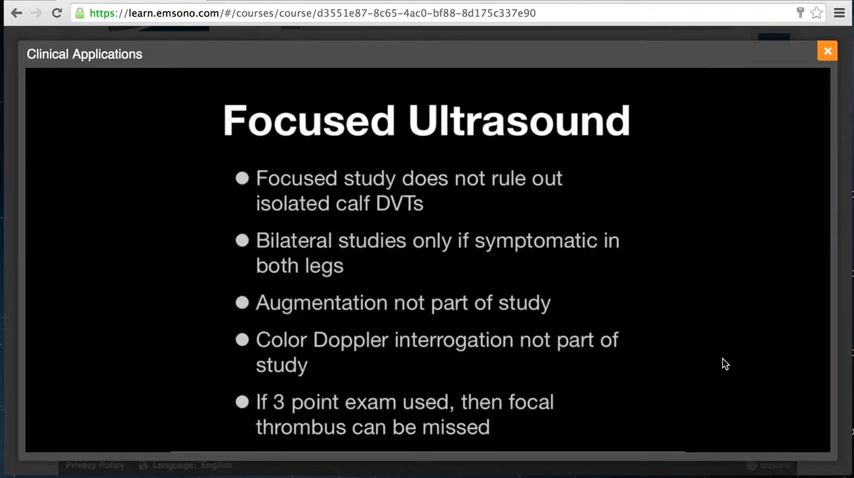 https://learn.emsono.com/#/courses/course/d3551e87-8c65-4ac0-bf88-8d175c337e90
Clinical Applications
Focused Ultrasound
Focused study does not rule out
isolated calf DVTs
Bilateral studies only if symptomatic in
both legs
Augmentation not part of study
Color Doppler interrogation not part of
study
If 3 point exam used, then focal
thrombus can be missed
Privacy Policy
Language: English